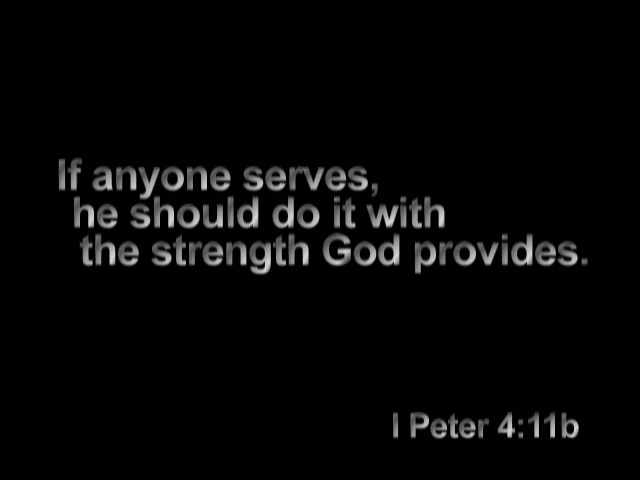 If anyone serves,
he should do it with
the strength God provides.
I Peter 4:11b